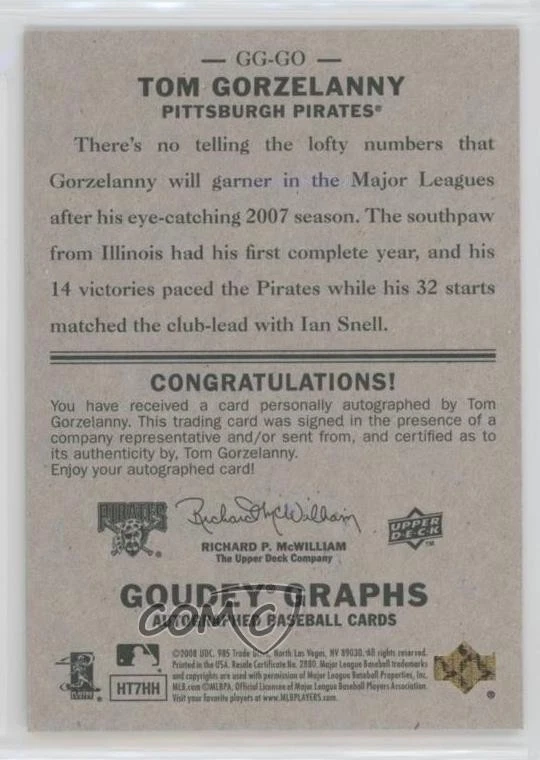 GG-GO
TOM GORZELANNY
PITTSBURGH PIRATES®
There's no telling the lofty numbers that
Gorzelanny will garner in the Major Leagues
after his eye-catching 2007 season. The southpaw
from Illinois had his first complete year, and his
14 victories paced the Pirates while his 32 starts
matched the club-lead with Ian Snell.
CONGRATULATIONS!
You have received a card personally autographed by Tom
Gorzelanny. This trading card was signed in the presence of a
company representative and/or sent from, and certified as to
its authenticity by, Tom Gorzelanny.
Enjoy your autographed card!
PIRATES ®
Richard P. McWilliam
UPPER DECK ™
RICHARD P. McWILLIAM
The Upper Deck Company
GOUDEY GRAPHS
AUTOGRAPHED BASEBALL CARDS
COMC
©2008 UDC. 985 Trade Drive, North Las Vegas, NV 89030. All rights reserved.
Printed in the USA. Resale Certificate No. 2880. Major League Baseball trademarks
and copyrights are used with permission of Major League Baseball Properties, Inc.
MLB.com ©MLBPA. Official Licensee of Major League Baseball Players Association.
Visit your favorite players at www.MLBPLAYERS.com.
HT7HH
®